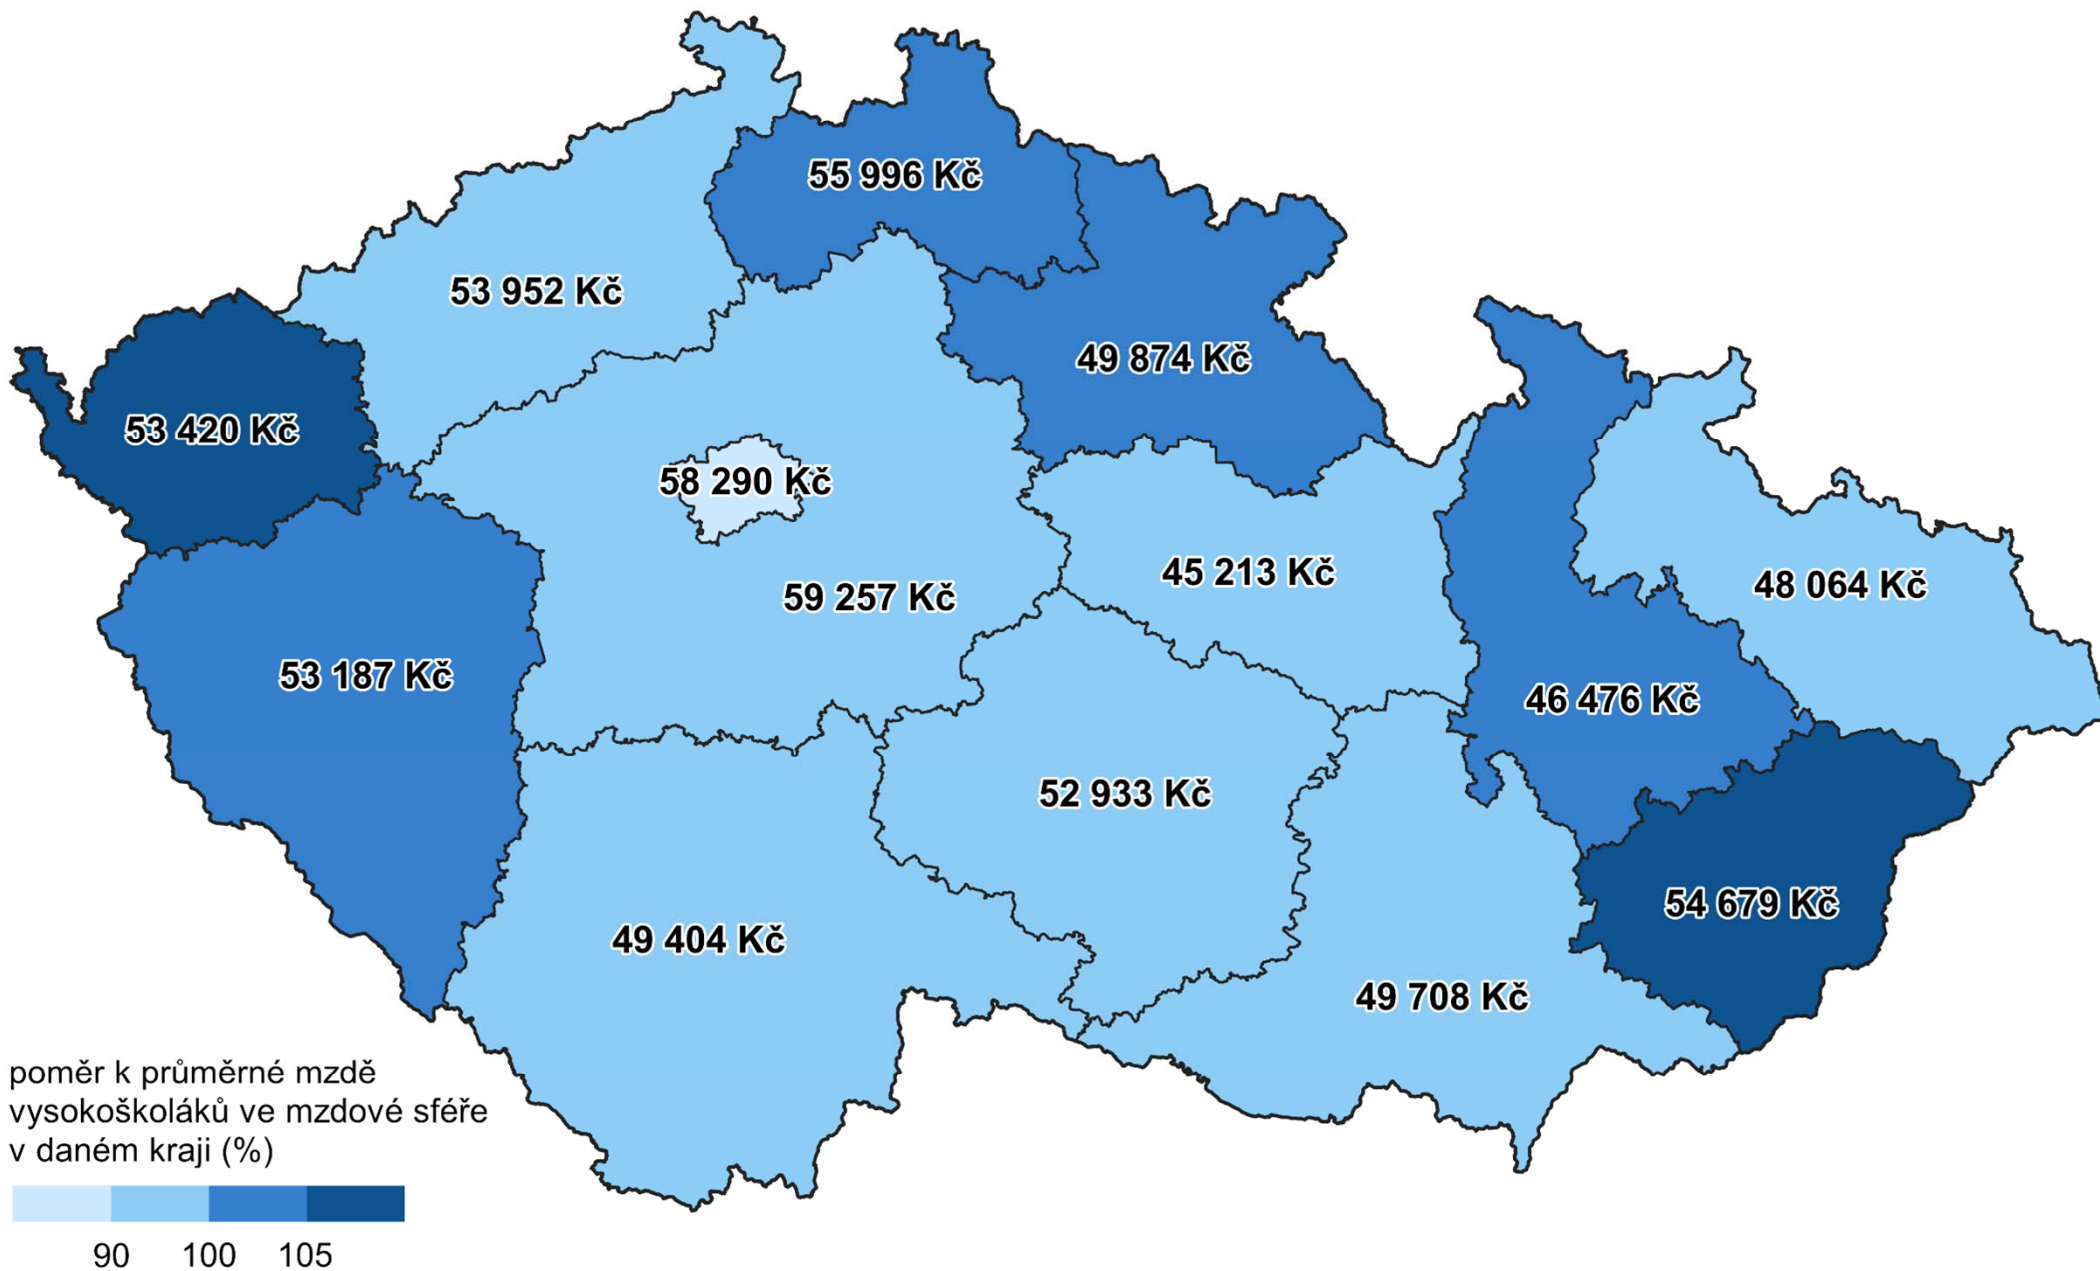 55 996 Kč
53 952 Kč
49 874 Kč
53 420 Kč
58 290 Kč
45 213 Kč
48 064 Kč
59 257 Kč
53 187 Kč
46 476 Kč
52 933 Kč
54 679 Kč
49 404 Kč
49 708 Kč
poměr k průměrné mzdě
vysokoškoláků ve mzdové sféře
v daném kraji (%)
90 100 105